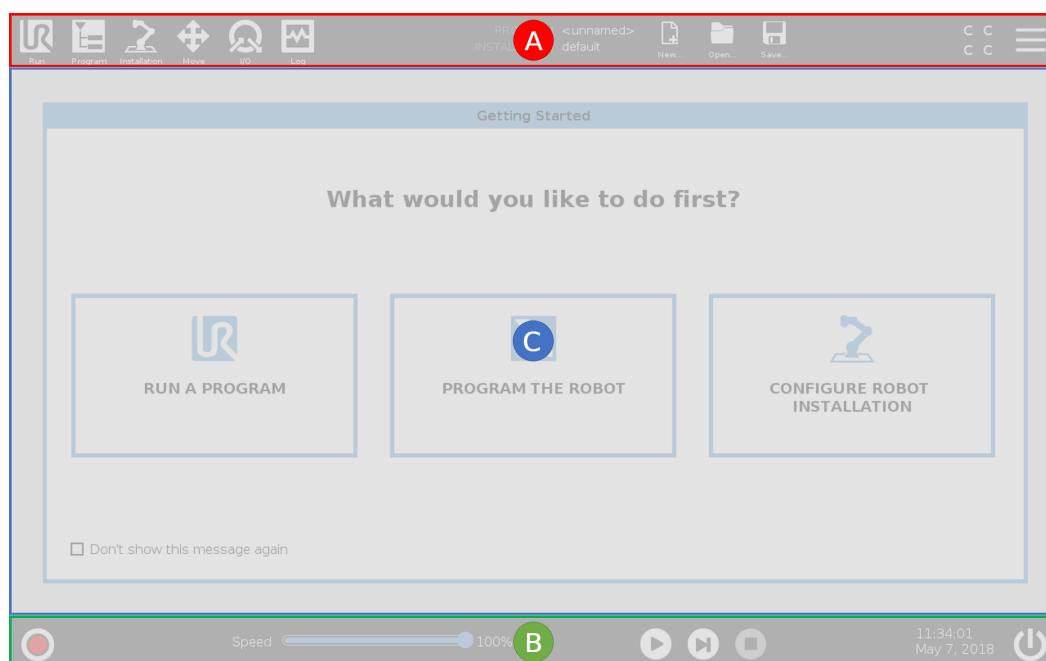 <unnamed>
default
A
C C
C C
Run
Program
Installation
Move
I/O
Log
New...
Open...
Save...
Getting Started
What would you like to do first?
C
RUN A PROGRAM
PROGRAM THE ROBOT
CONFIGURE ROBOT
INSTALLATION
Don't show this message again
Speed
100%
B
11:34:01
May 7, 2018